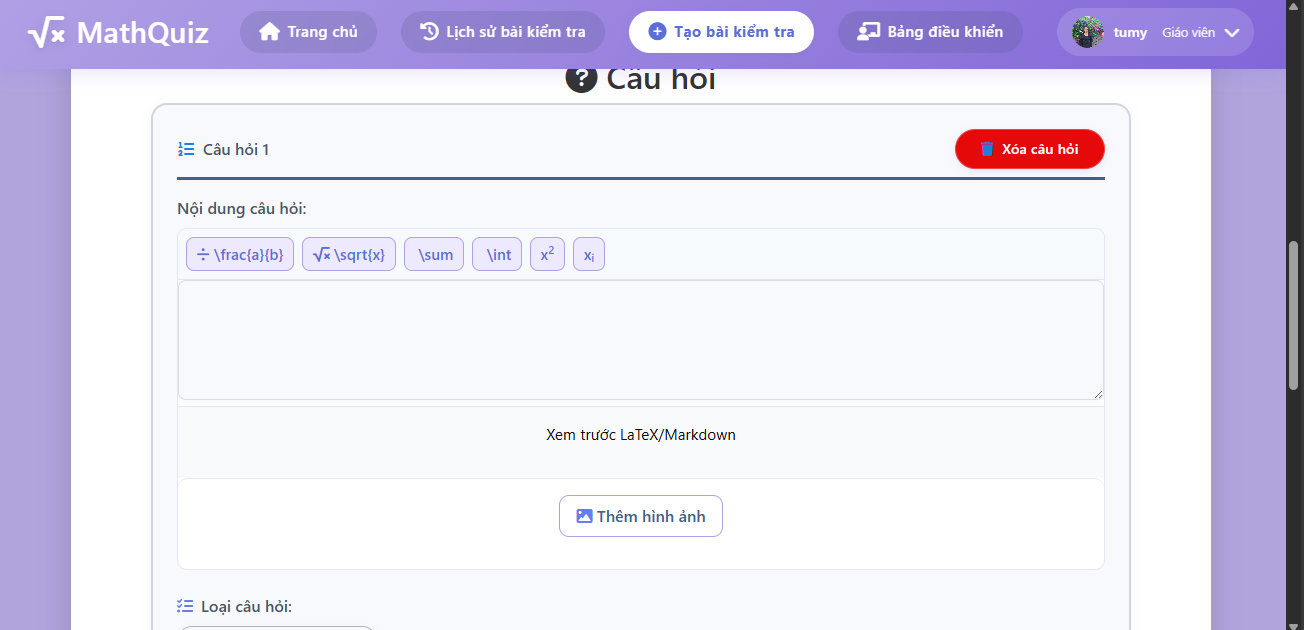 MathQuiz
Trang chủ
Lịch sử bài kiểm tra
Tạo bài kiểm tra
Bảng điều khiển
tumy Giáo viên
Câu hỏi
Câu hỏi 1
Xóa câu hỏi
Nội dung câu hỏi:
÷ \frac{a}{b}
√x \sqrt{x}
\sum
\int
x²
xᵢ
Xem trước LaTeX/Markdown
Thêm hình ảnh
Loại câu hỏi: